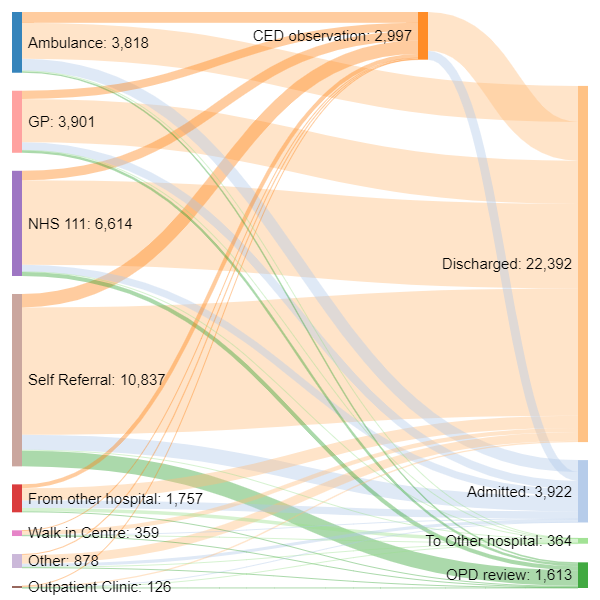 CED observation: 2,997
Ambulance: 3,818
GP: 3,901
NHS 111: 6,614
Discharged: 22,392
Self Referral: 10,837
Admitted: 3,922
From other hospital: 1,757
Walk in Centre: 359
To Other hospital: 364
Other: 878
OPD review: 1,613
Outpatient Clinic: 126